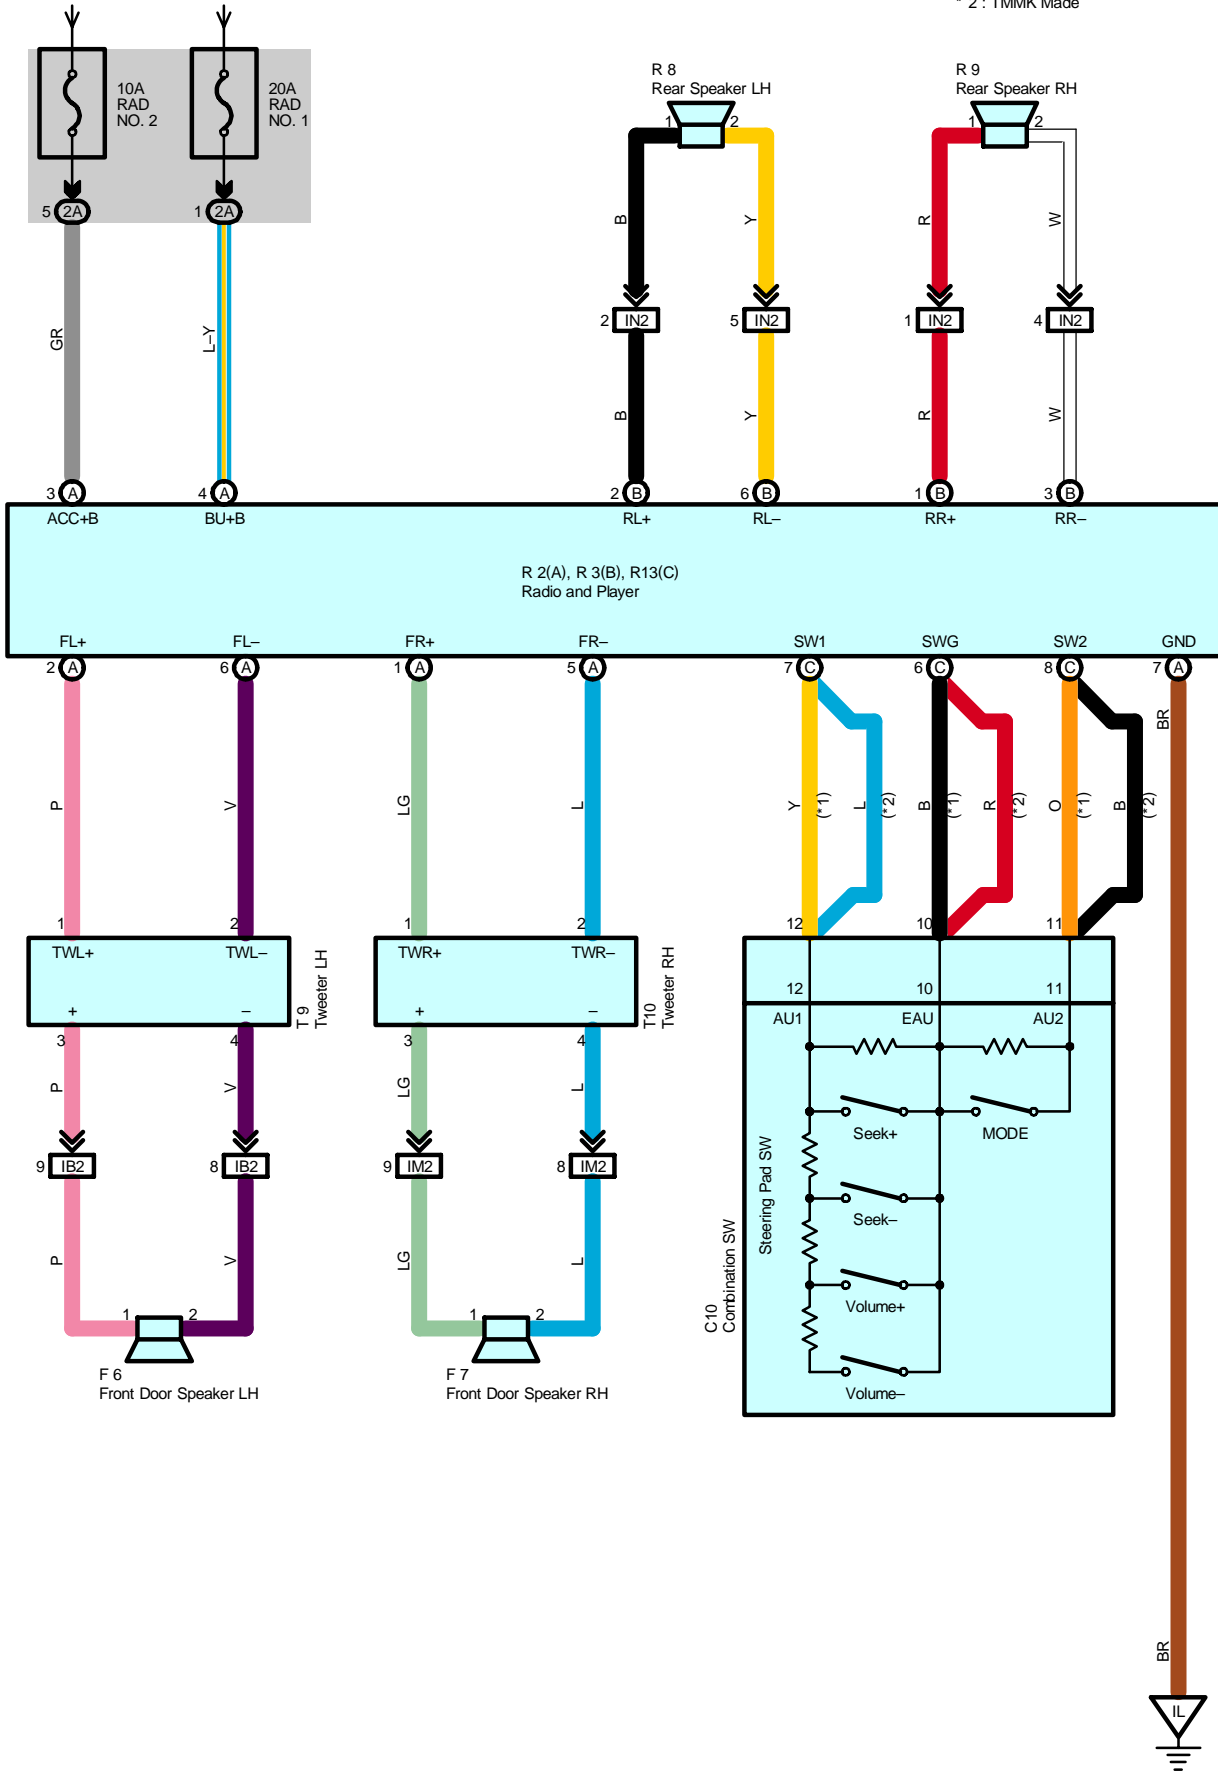 * 2 : TMMK Made
10A
RAD
NO. 2
20A
RAD
NO. 1
5 2A
1 2A
R 8
Rear Speaker LH
1 2
R 9
Rear Speaker RH
1 2
B
Y
R
W
2 IN2
5 IN2
1 IN2
4 IN2
GR
L–Y
B
Y
R
W
3 A
4 A
2 B
6 B
1 B
3 B
ACC+B
BU+B
RL+
RL–
RR+
RR–
R 2(A), R 3(B), R13(C)
Radio and Player
FL+
FL–
FR+
FR–
SW1
SWG
SW2
GND
2 A
6 A
1 A
5 A
7 C
6 C
8 C
7 A
BR
P
V
LG
L
Y
(*1)
L
(*2)
B
(*1)
R
(*2)
O
(*1)
B
(*2)
1
2
1
2
12
10
11
TWL+
TWL–
T 9
Tweeter LH
TWR+
TWR–
T10
Tweeter RH
12
10
11
+
–
+
–
AU1
EAU
AU2
3
4
3
4
P
V
LG
L
Seek+
MODE
9 IB2
8 IB2
9 IM2
8 IM2
Steering Pad SW
Seek–
C10
Combination SW
P
V
LG
L
Volume+
1 2
1 2
F 6
Front Door Speaker LH
F 7
Front Door Speaker RH
Volume–
BR
IL